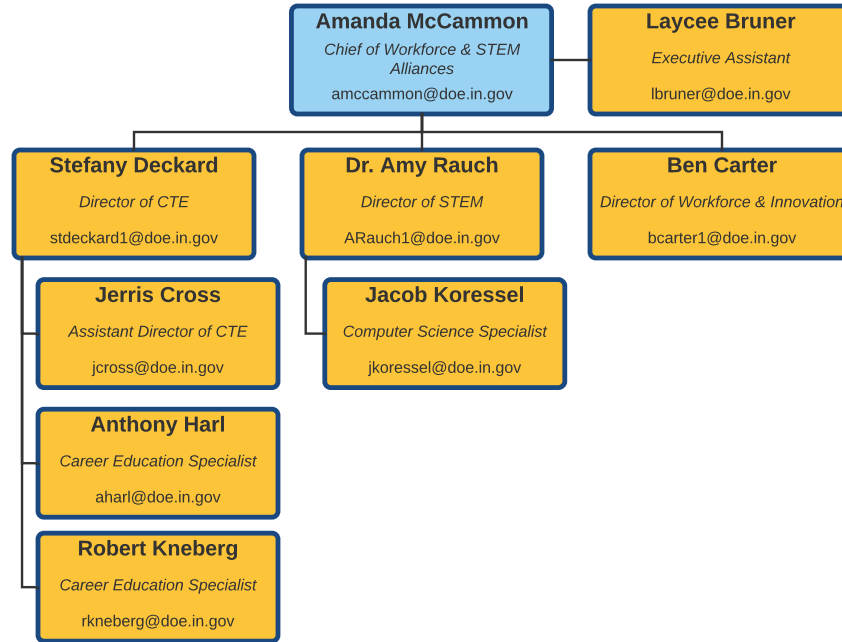 Amanda McCammon
Chief of Workforce & STEM
Alliances
amccammon@doe.in.gov
Laycee Bruner
Executive Assistant
lbruner@doe.in.gov
Stefany Deckard
Director of CTE
stdeckard1@doe.in.gov
Dr. Amy Rauch
Director of STEM
ARauch1@doe.in.gov
Ben Carter
Director of Workforce & Innovation
bcarter1@doe.in.gov
Jerris Cross
Assistant Director of CTE
jcross@doe.in.gov
Jacob Koressel
Computer Science Specialist
jkoressel@doe.in.gov
Anthony Harl
Career Education Specialist
aharl@doe.in.gov
Robert Kneberg
Career Education Specialist
rkneberg@doe.in.gov